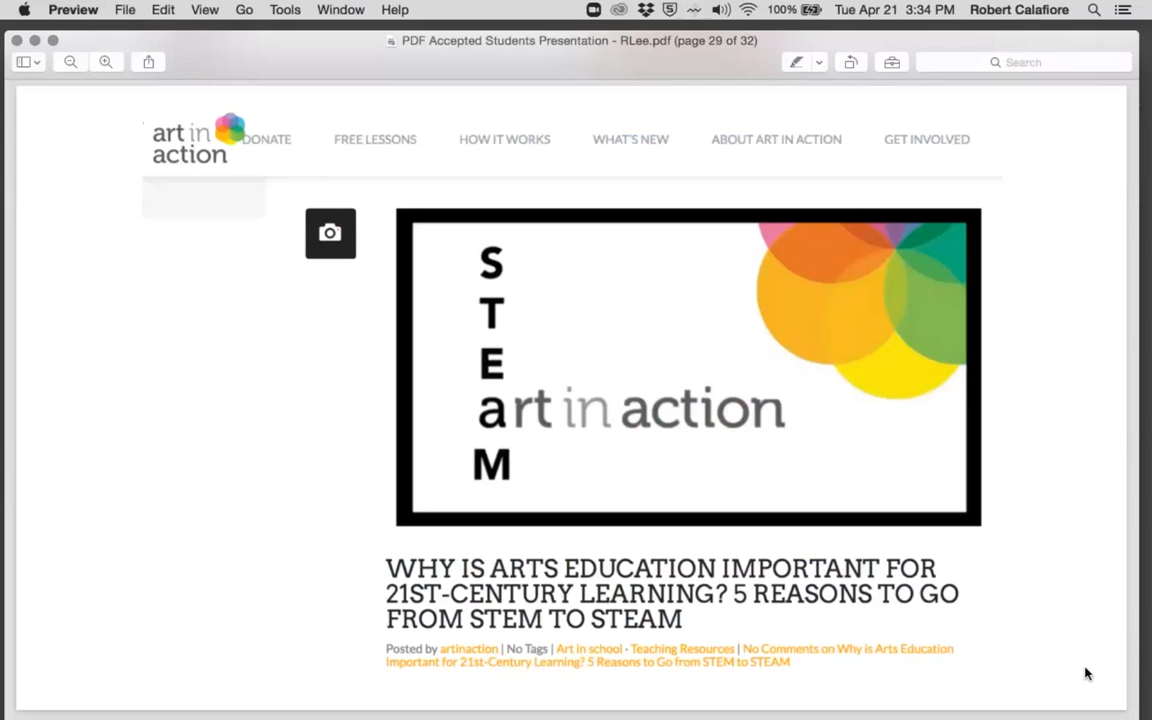 Preview File Edit View Go Tools Window Help 100% Tue Apr 21 3:34 PM Robert Calafiore
PDF Accepted Students Presentation - RLee.pdf (page 29 of 32)
Search
art in
action
DONATE FREE LESSONS HOW IT WORKS WHAT'S NEW ABOUT ART IN ACTION GET INVOLVED
S
T
E
art in action
M
WHY IS ARTS EDUCATION IMPORTANT FOR
21ST-CENTURY LEARNING? 5 REASONS TO GO
FROM STEM TO STEAM
Posted by artinaction | No Tags | Art in school · Teaching Resources | No Comments on Why is Arts Education
Important for 21st-Century Learning? 5 Reasons to Go from STEM to STEAM